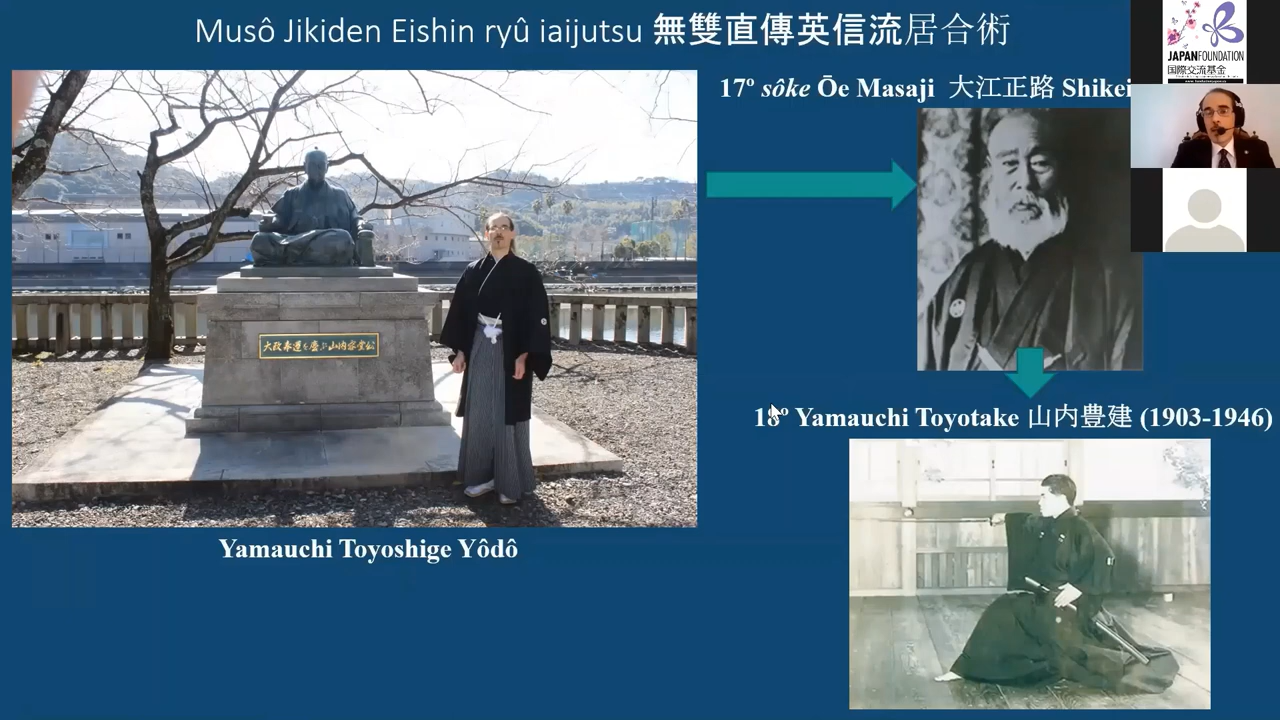 Musô Jikiden Eishin ryû iaijutsu 無雙直傳英信流居合術
17º sôke Ōe Masaji 大江正路 Shikei
JAPANFOUNDATION
国際交流基金
18º Yamauchi Toyotake 山内豊建 (1903-1946)
Yamauchi Toyoshige Yôdô